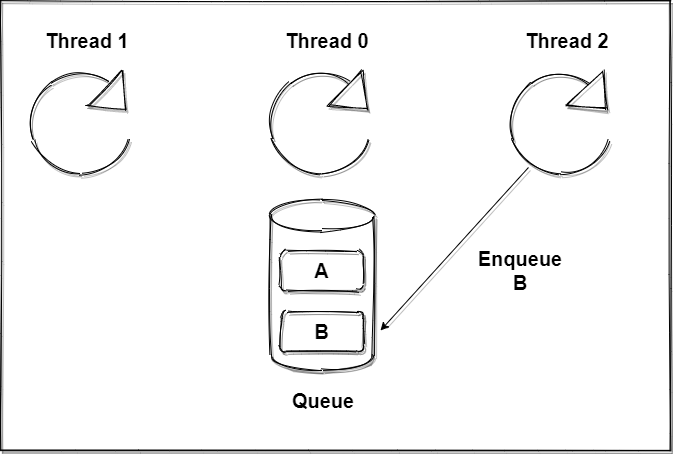 Thread 1
Thread 0
Thread 2
A
Enqueue
B
B
Queue